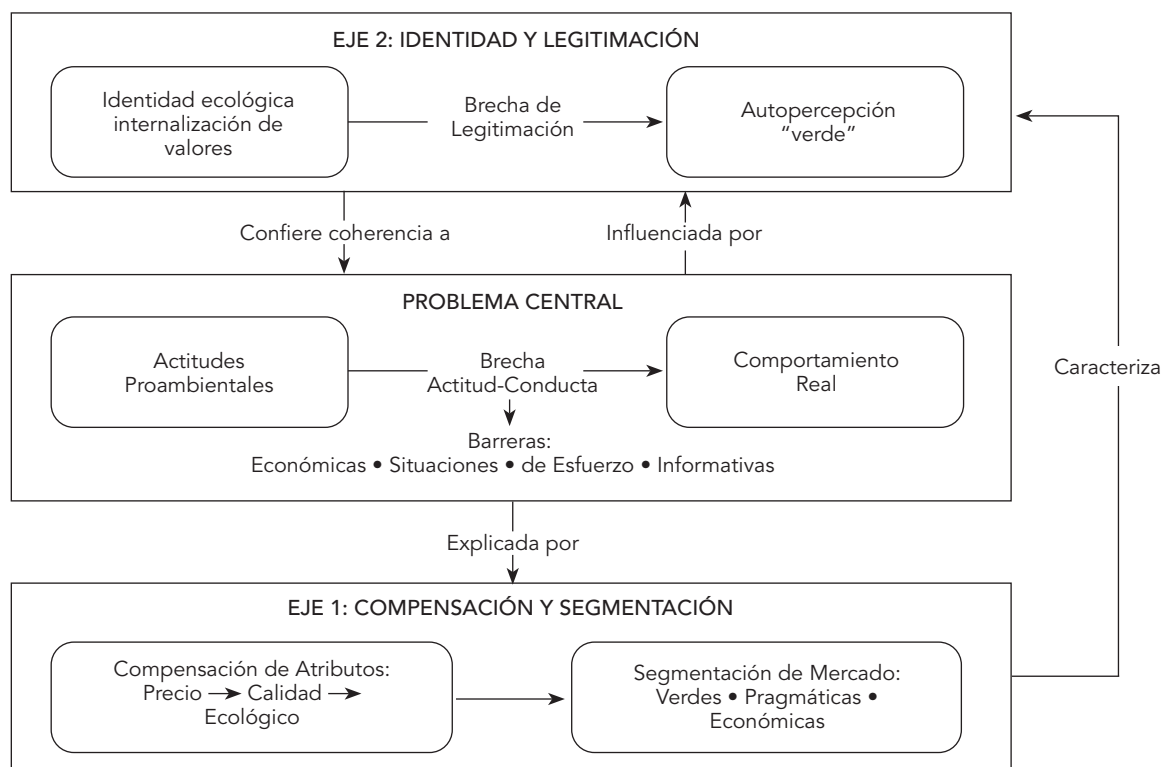 EJE 2: IDENTIDAD Y LEGITIMACIÓN
Identidad ecológica
internalización de
valores
Brecha de
Legitimación
Autopercepción
“verde”
Confiere coherencia a
Influenciada por
PROBLEMA CENTRAL
Actitudes
Proambientales
Brecha
Actitud-Conducta
Comportamiento
Real
Caracteriza
Barreras:
Económicas • Situaciones • de Esfuerzo • Informativas
Explicada por
EJE 1: COMPENSACIÓN Y SEGMENTACIÓN
Compensación de Atributos:
Precio → Calidad →
Ecológico
Segmentación de Mercado:
Verdes • Pragmáticas •
Económicas